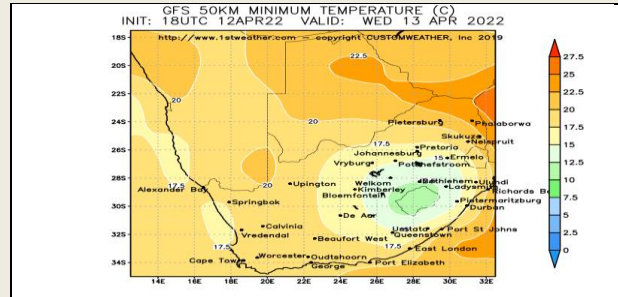 GFS 50KM MINIMUM TEMPERATURE (C)
INIT: 18UTC 12APR22 VALID: WED 13 APR 2022
18S http://www.1stweather.com — copyright CUSTOMWEATHER, Inc 2019
22.5
27.5
20S
25
22S
22.5
20
24S
Pietersburg Phalaborwa
20
20
Skukuza
26S
17.5
Pretoria Nelspruit
17.5
Johannesburg
15 Ermelo
15
Vryburg Potchefstroom
12.5
28S
17.5
20
Welkom Bethlehem Ulundi
10
Alexander Bay Upington Kimberley Ladysmith
Richards B
7.5
Bloemfontein
30S
Springbok
Pietermaritzburg
5
De Aar
Durban
2.5
Calvinia
Umtata Port St Johns
32S
Vredendal
Queenstown
0
Beaufort West
17.5
17.5
East London
34S
Worcester Oudtshoorn
Cape Town
George Port Elizabeth
14E 16E 18E 20E 22E 24E 26E 28E 30E 32E